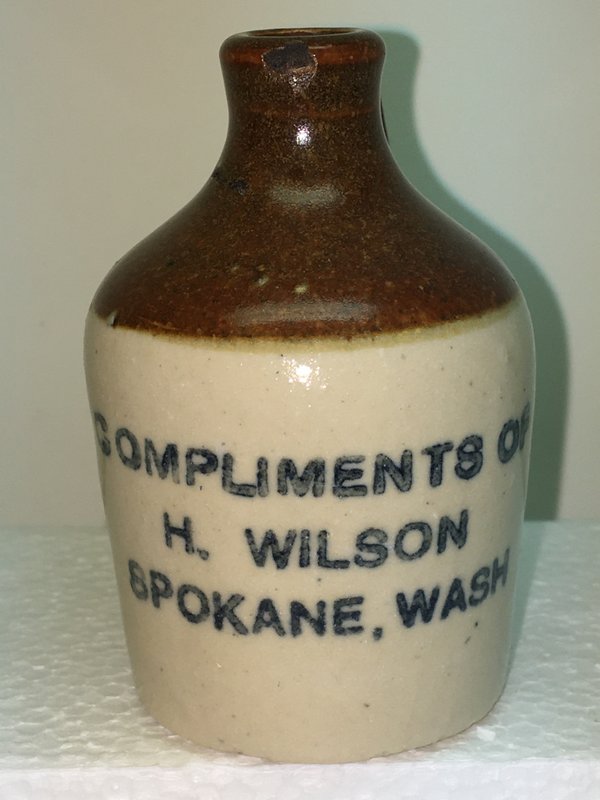 COMPLIMENTS OF
H. WILSON
SPOKANE, WASH